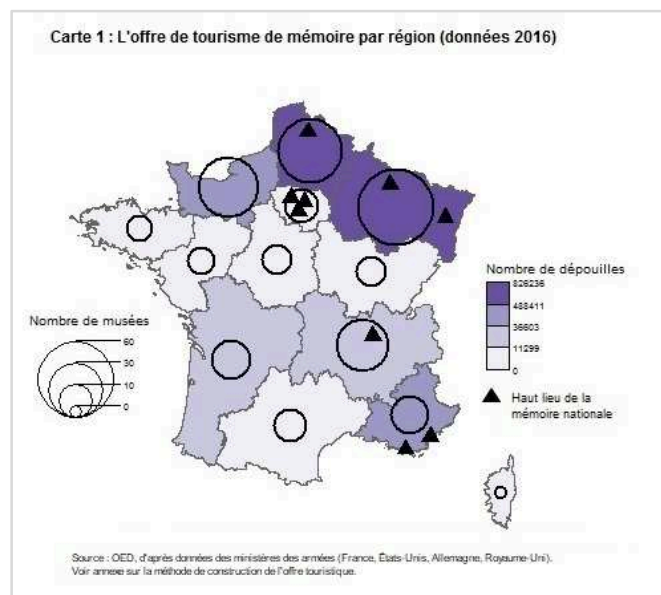 Carte 1 : L'offre de tourisme de mémoire par région (données 2016)
Nombre de dépouilles
826236
488411
36603
11299
0
Nombre de musées
60
30
10
0
Haut lieu de la
mémoire nationale
Source : OED, d'après données des ministères des armées (France, États-Unis, Allemagne, Royaume-Uni).
Voir annexe sur la méthode de construction de l'offre touristique.